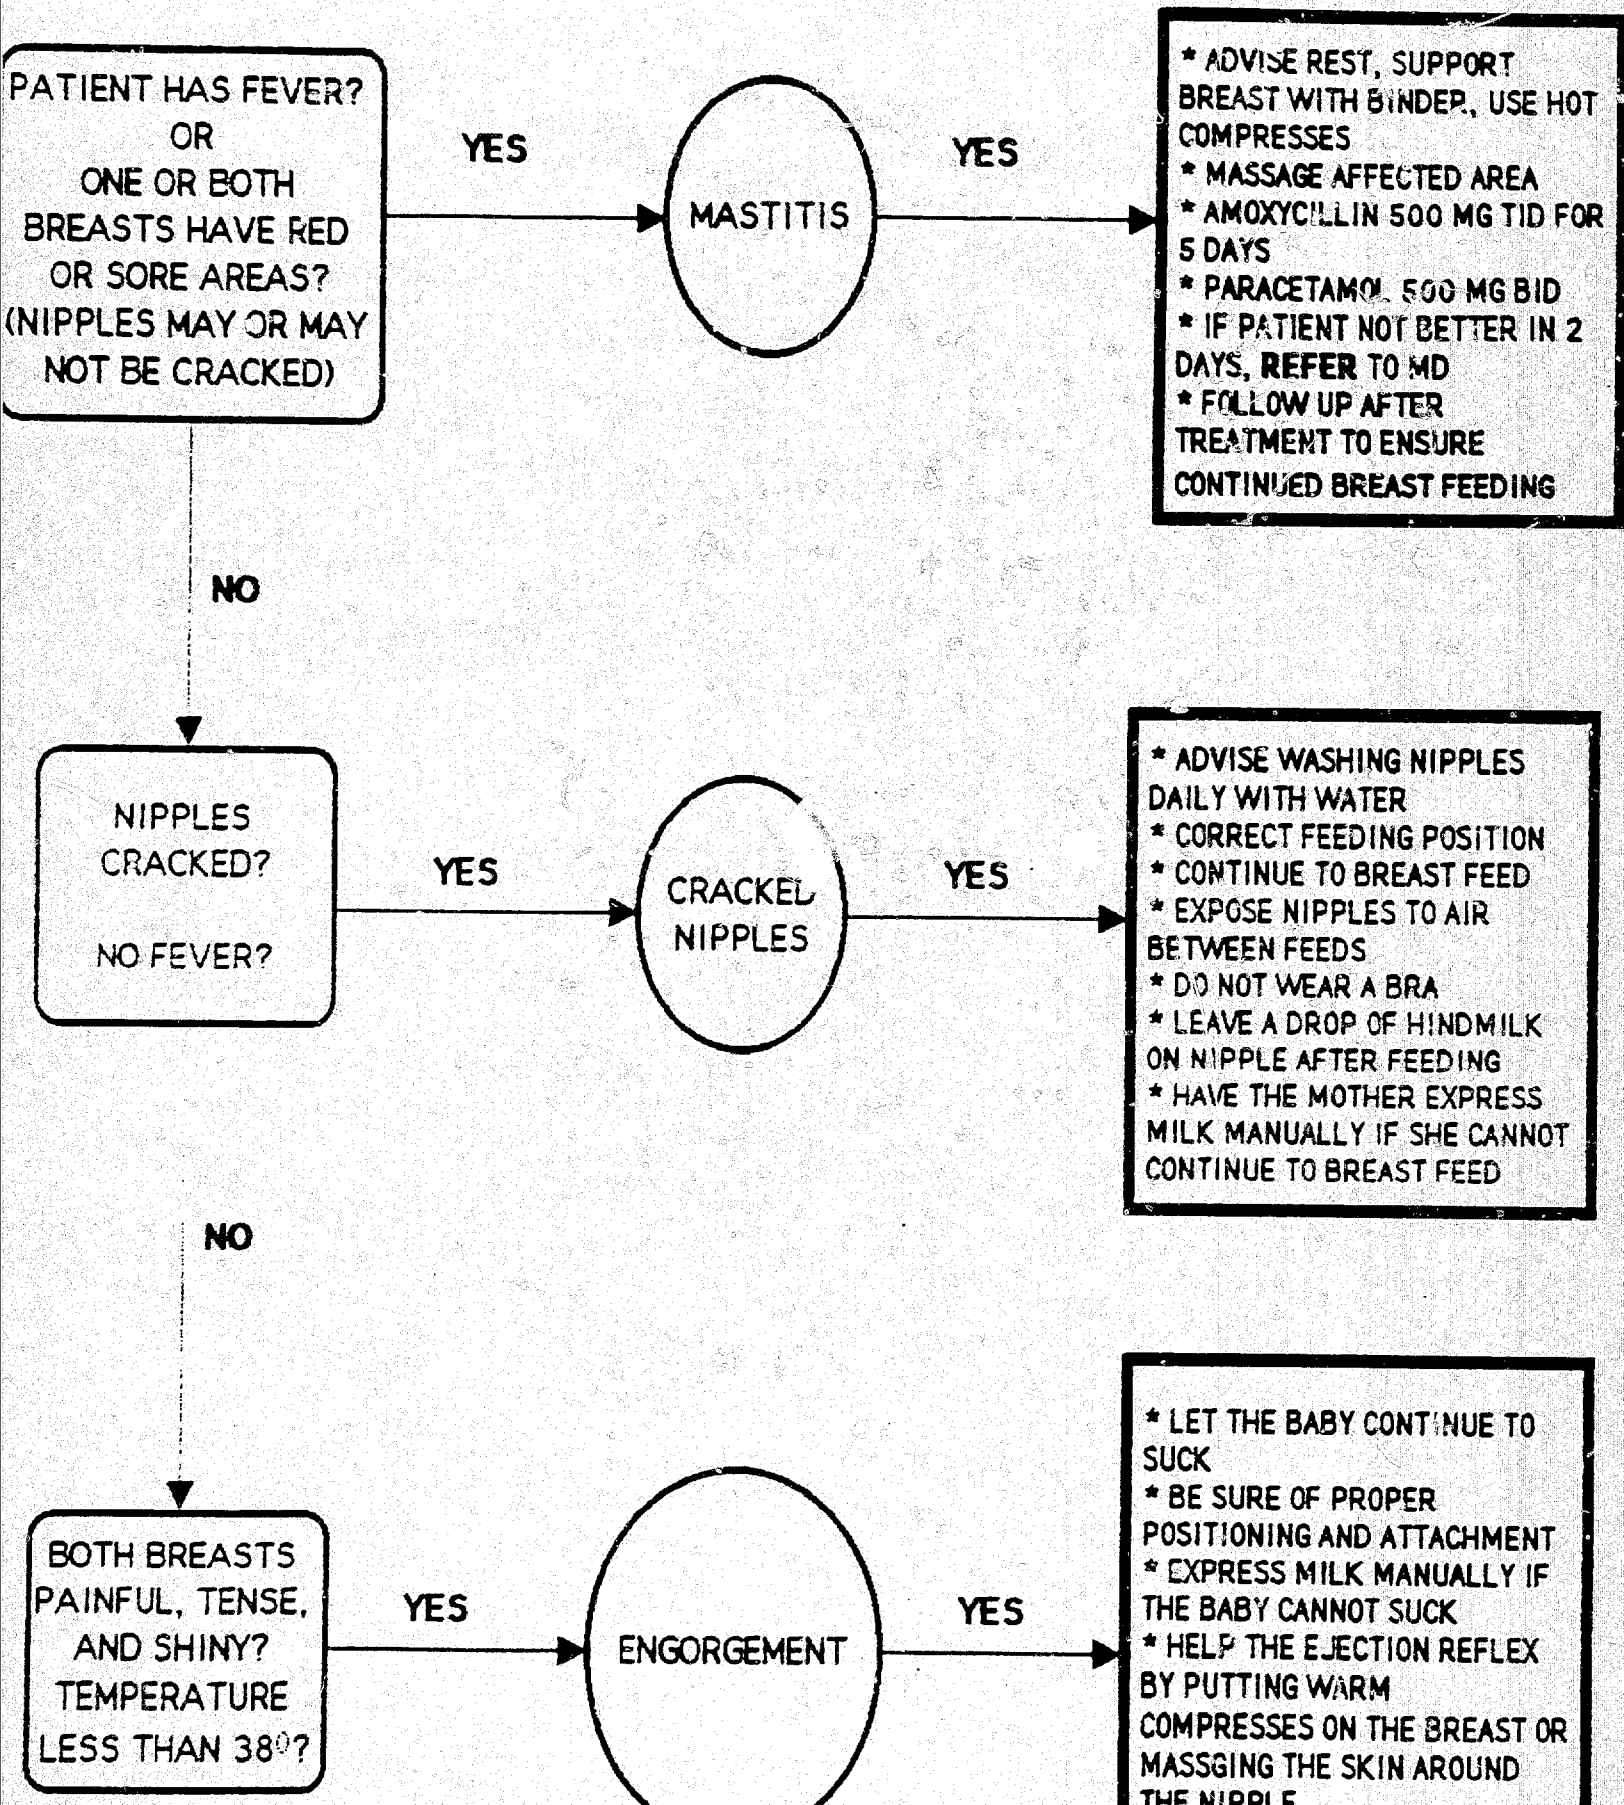 PATIENT HAS FEVER?
OR
ONE OR BOTH
BREASTS HAVE RED
OR SORE AREAS?
(NIPPLES MAY OR MAY
NOT BE CRACKED)
YES
MASTITIS
YES
* ADVISE REST, SUPPORT
BREAST WITH BINDER, USE HOT
COMPRESSES
* MASSAGE AFFECTED AREA
* AMOXYCILLIN 500 MG TID FOR
5 DAYS
* PARACETAMOL 500 MG BID
* IF PATIENT NOT BETTER IN 2
DAYS, REFER TO MD
* FOLLOW UP AFTER
TREATMENT TO ENSURE
CONTINUED BREAST FEEDING
NO
NIPPLES
CRACKED?
NO FEVER?
YES
CRACKED
NIPPLES
YES
* ADVISE WASHING NIPPLES
DAILY WITH WATER
* CORRECT FEEDING POSITION
* CONTINUE TO BREAST FEED
* EXPOSE NIPPLES TO AIR
BETWEEN FEEDS
* DO NOT WEAR A BRA
* LEAVE A DROP OF HINDMILK
ON NIPPLE AFTER FEEDING
* HAVE THE MOTHER EXPRESS
MILK MANUALLY IF SHE CANNOT
CONTINUE TO BREAST FEED
NO
BOTH BREASTS
PAINFUL, TENSE,
AND SHINY?
TEMPERATURE
LESS THAN 38⁰?
YES
ENGORGEMENT
YES
* LET THE BABY CONTINUE TO
SUCK
* BE SURE OF PROPER
POSITIONING AND ATTACHMENT
* EXPRESS MILK MANUALLY IF
THE BABY CANNOT SUCK
* HELP THE EJECTION REFLEX
BY PUTTING WARM
COMPRESSES ON THE BREAST OR
MASSGING THE SKIN AROUND
THE NIPPLE